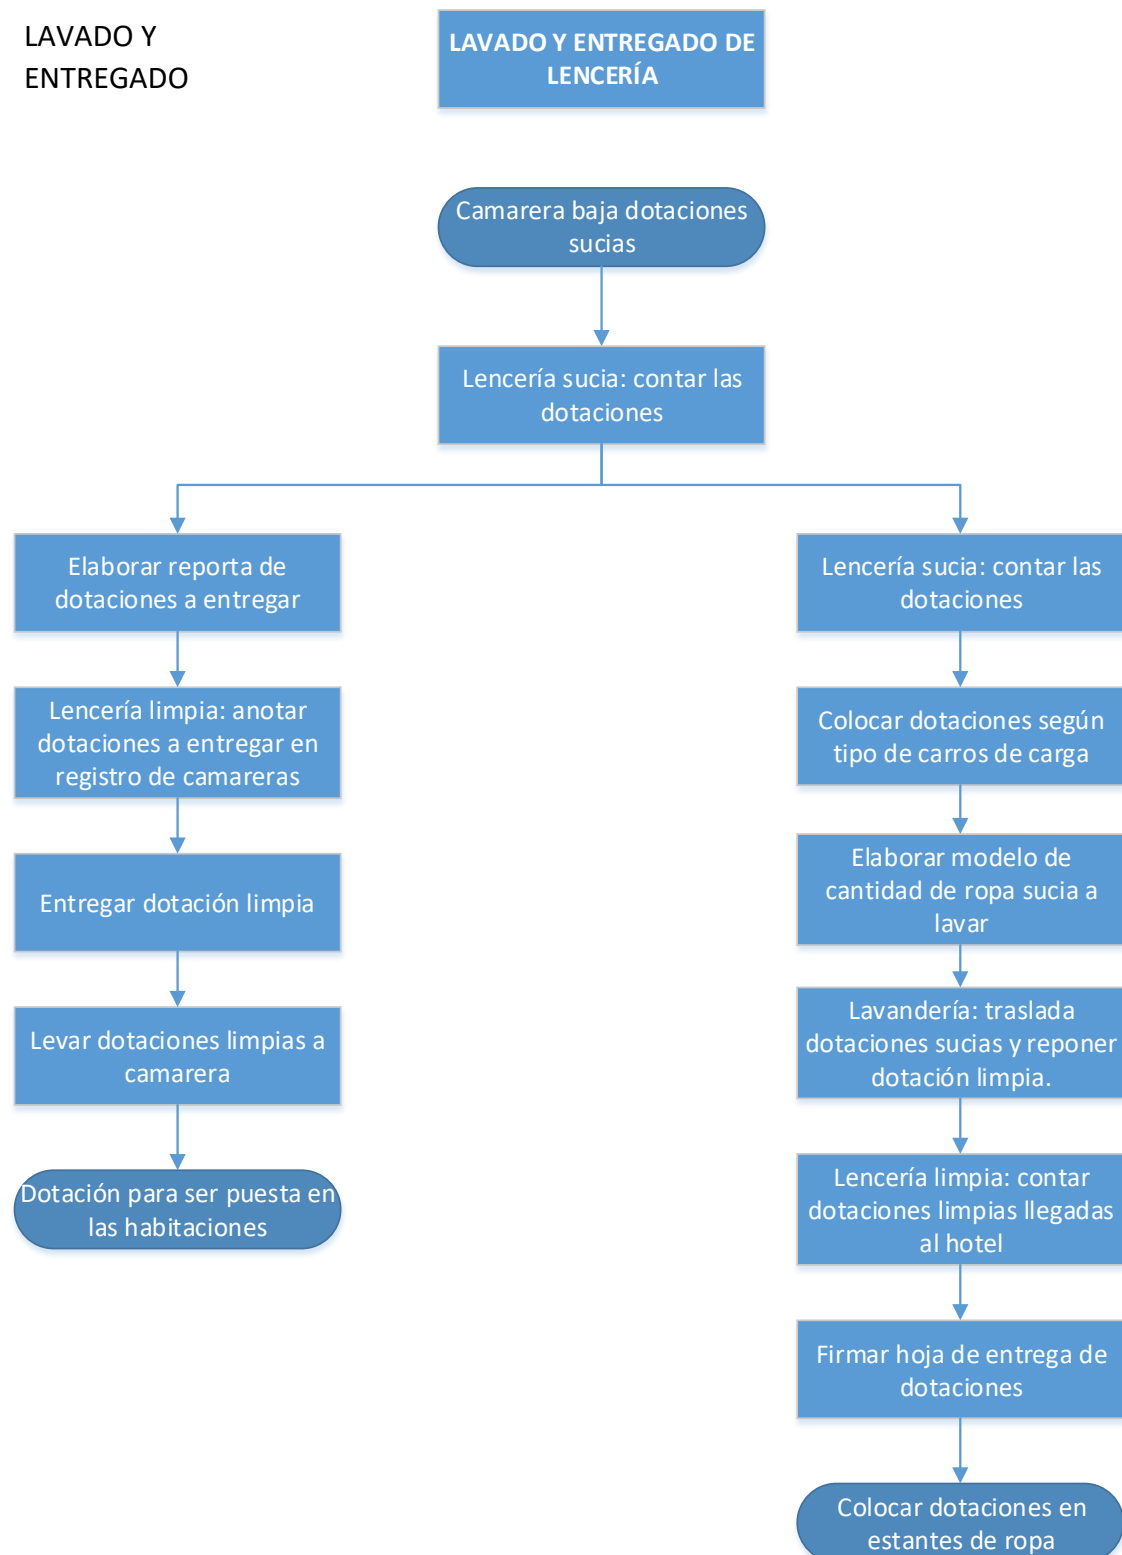 LAVADO Y
ENTREGADO
LAVADO Y ENTREGADO DE
LENCERÍA
Camarera baja dotaciones
sucias
Lencería sucia: contar las
dotaciones
Elaborar reporta de
dotaciones a entregar
Lencería limpia: anotar
dotaciones a entregar en
registro de camareras
Entregar dotación limpia
Levar dotaciones limpias a
camarera
Dotación para ser puesta en
las habitaciones
Lencería sucia: contar las
dotaciones
Colocar dotaciones según
tipo de carros de carga
Elaborar modelo de
cantidad de ropa sucia a
lavar
Lavandería: traslada
dotaciones sucias y reponer
dotación limpia.
Lencería limpia: contar
dotaciones limpias llegadas
al hotel
Firmar hoja de entrega de
dotaciones
Colocar dotaciones en
estantes de ropa